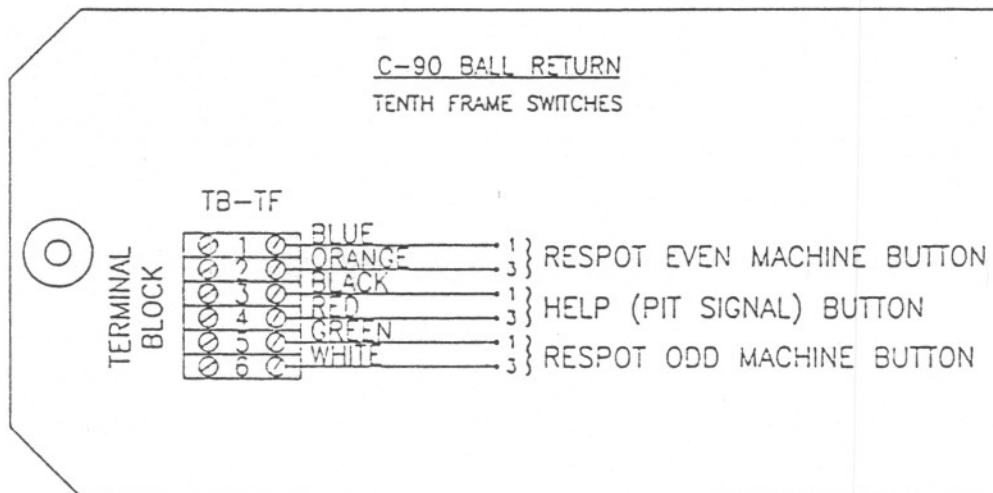 C-90 BALL RETURN
TENTH FRAME SWITCHES
TB-TF
TERMINAL
BLOCK
1 BLUE 1
2 ORANGE 3
RESPOT EVEN MACHINE BUTTON
3 BLACK 1
4 RED 3
HELP (PIT SIGNAL) BUTTON
5 GREEN 1
6 WHITE 3
RESPOT ODD MACHINE BUTTON